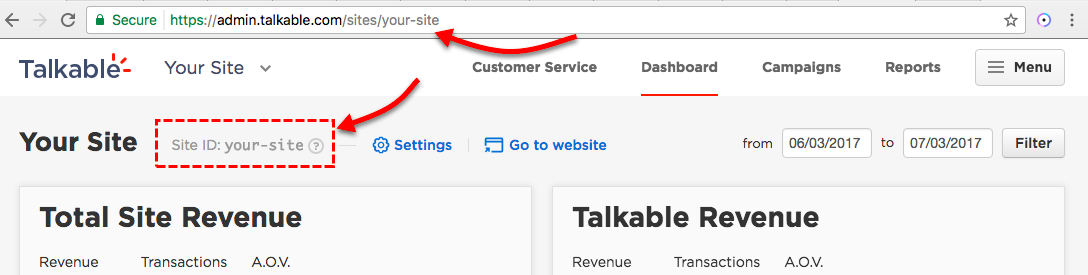 Secure https://admin.talkable.com/sites/your-site
Talkable Your Site Customer Service Dashboard Campaigns Reports Menu
Your Site Site ID: your-site ? Settings Go to website from 06/03/2017 to 07/03/2017 Filter
Total Site Revenue Talkable Revenue
Revenue Transactions A.O.V. Revenue Transactions A.O.V.